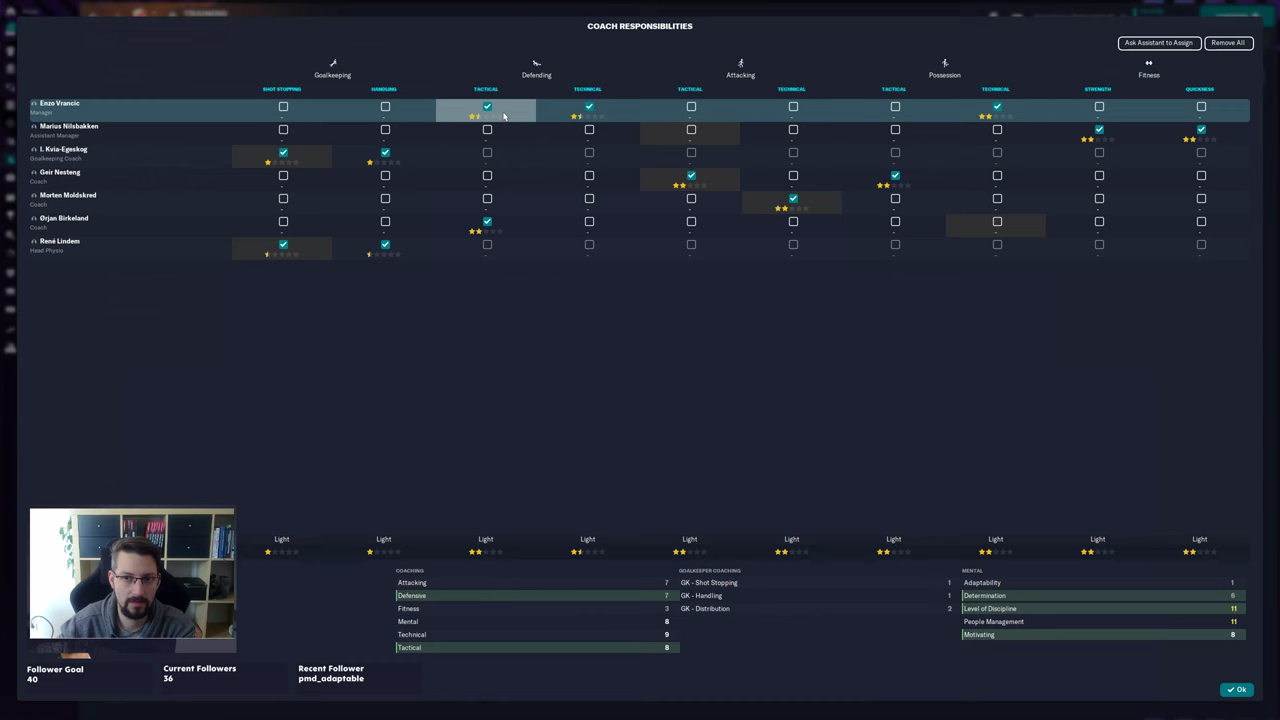 COACH RESPONSIBILITIES
Ask Assistant to Assign
Remove All
Goalkeeping
Defending
Attacking
Possession
Fitness
SHOT STOPPING
HANDLING
TACTICAL
TECHNICAL
TACTICAL
TECHNICAL
TACTICAL
TECHNICAL
STRENGTH
QUICKNESS
Enzo Vrancic
Manager
Marius Nilsbakken
Assistant Manager
I. Kvia-Egeskog
Goalkeeping Coach
Geir Nesteng
Coach
Morten Moldskred
Coach
Ørjan Birkeland
Coach
René Lindem
Head Physio
Light
Light
Light
Light
Light
Light
Light
Light
Light
Light
COACHING
Attacking 7
Defensive 7
Fitness 3
Mental 8
Technical 9
Tactical 8
GOALKEEPER COACHING
GK - Shot Stopping 1
GK - Handling 1
GK - Distribution 2
MENTAL
Adaptability 1
Determination 6
Level of Discipline 11
People Management 11
Motivating 8
Follower Goal
40
Current Followers
36
Recent Follower
pmd_adaptable
Ok